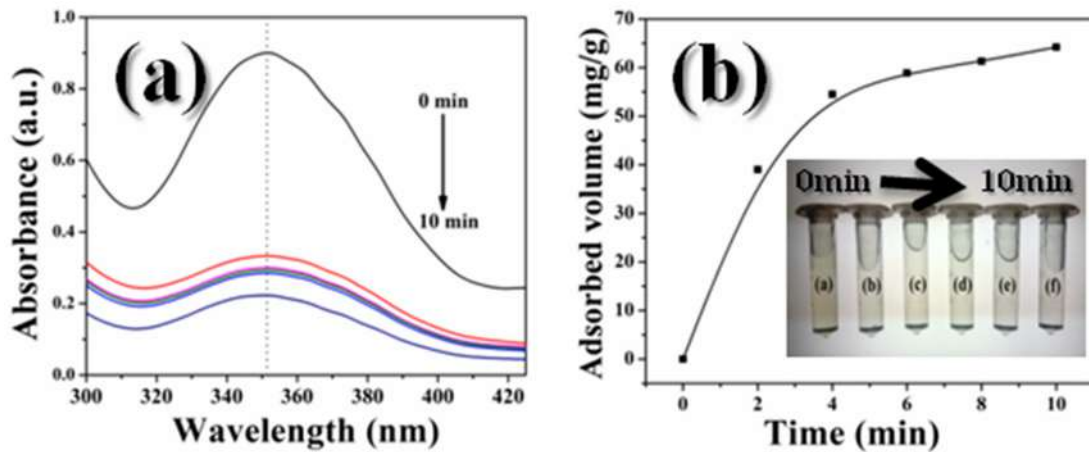 (a)
1.0
0.8
0.6
0.4
0.2
0.0
Absorbance (a.u.)
0 min
10 min
300
320
340
360
380
400
420
Wavelength (nm)
(b)
70
60
50
40
30
20
10
0
Adsorbed volume (mg/g)
0min
10min
(a)
(b)
(c)
(d)
(e)
(f)
0
2
4
6
8
10
Time (min)